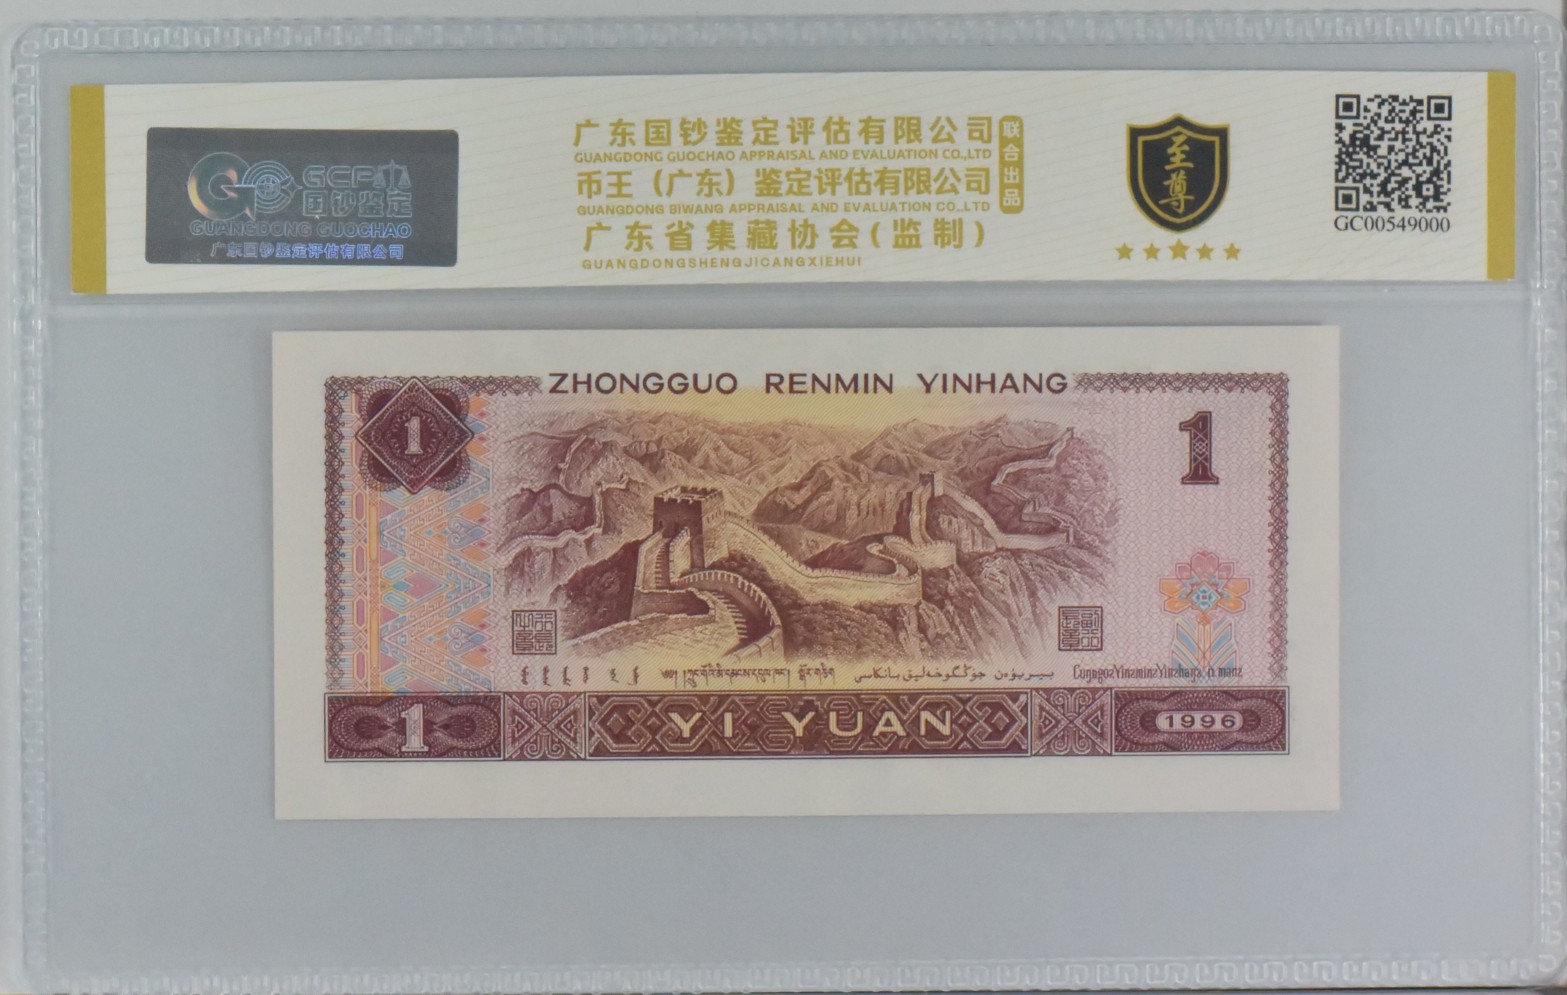 GCP
国钞鉴定
GUANGDONG GUOCHAO
广东国钞鉴定评估有限公司
广东国钞鉴定评估有限公司
GUANGDONG GUOCHAO APPRAISAL AND EVALUATION CO.,LTD
币王（广东）鉴定评估有限公司
GUANGDONG BIWANG APPRAISAL AND EVALUATION CO.,LTD
联合出品
广东省集藏协会(监制)
GUANGDONGSHENGJICANGXIEHUI
至尊
GC00549000
ZHONGGUO RENMIN YINHANG
1
1
جۇڭگوخەلىق بانكاسى بىريۈەن
1
YI YUAN
1996